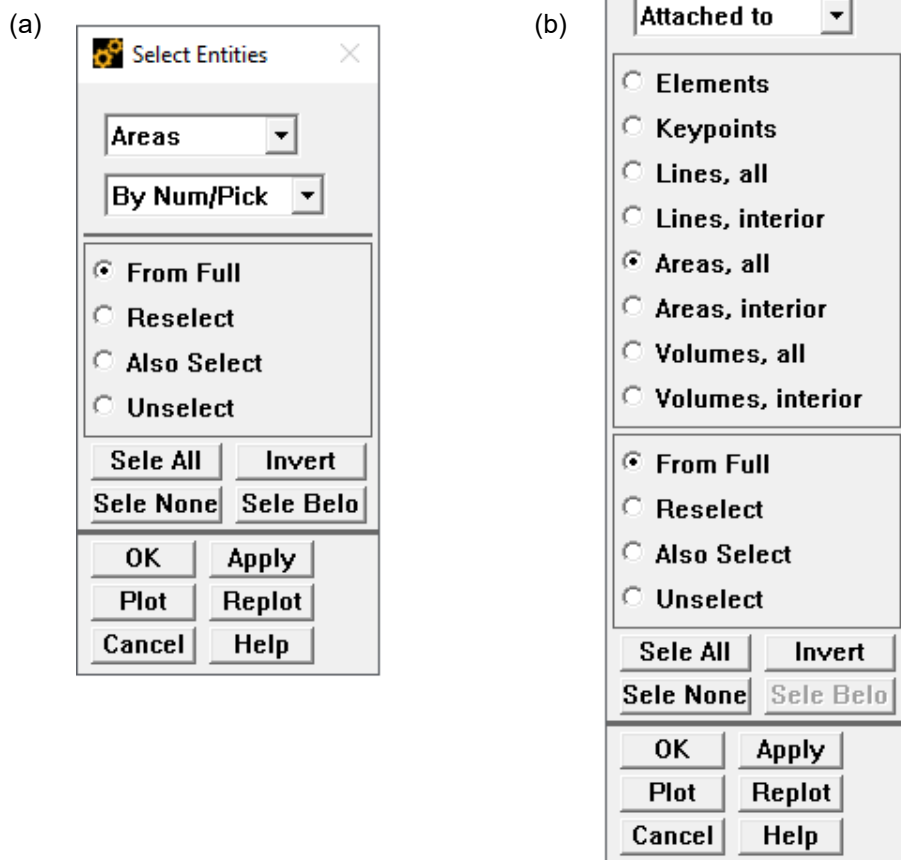 (a)
Select Entities
Areas
By Num/Pick
From Full
Reselect
Also Select
Unselect
Sele All Invert
Sele None Sele Belo
OK Apply
Plot Replot
Cancel Help
(b)
Attached to
Elements
Keypoints
Lines, all
Lines, interior
Areas, all
Areas, interior
Volumes, all
Volumes, interior
From Full
Reselect
Also Select
Unselect
Sele All Invert
Sele None Sele Belo
OK Apply
Plot Replot
Cancel Help